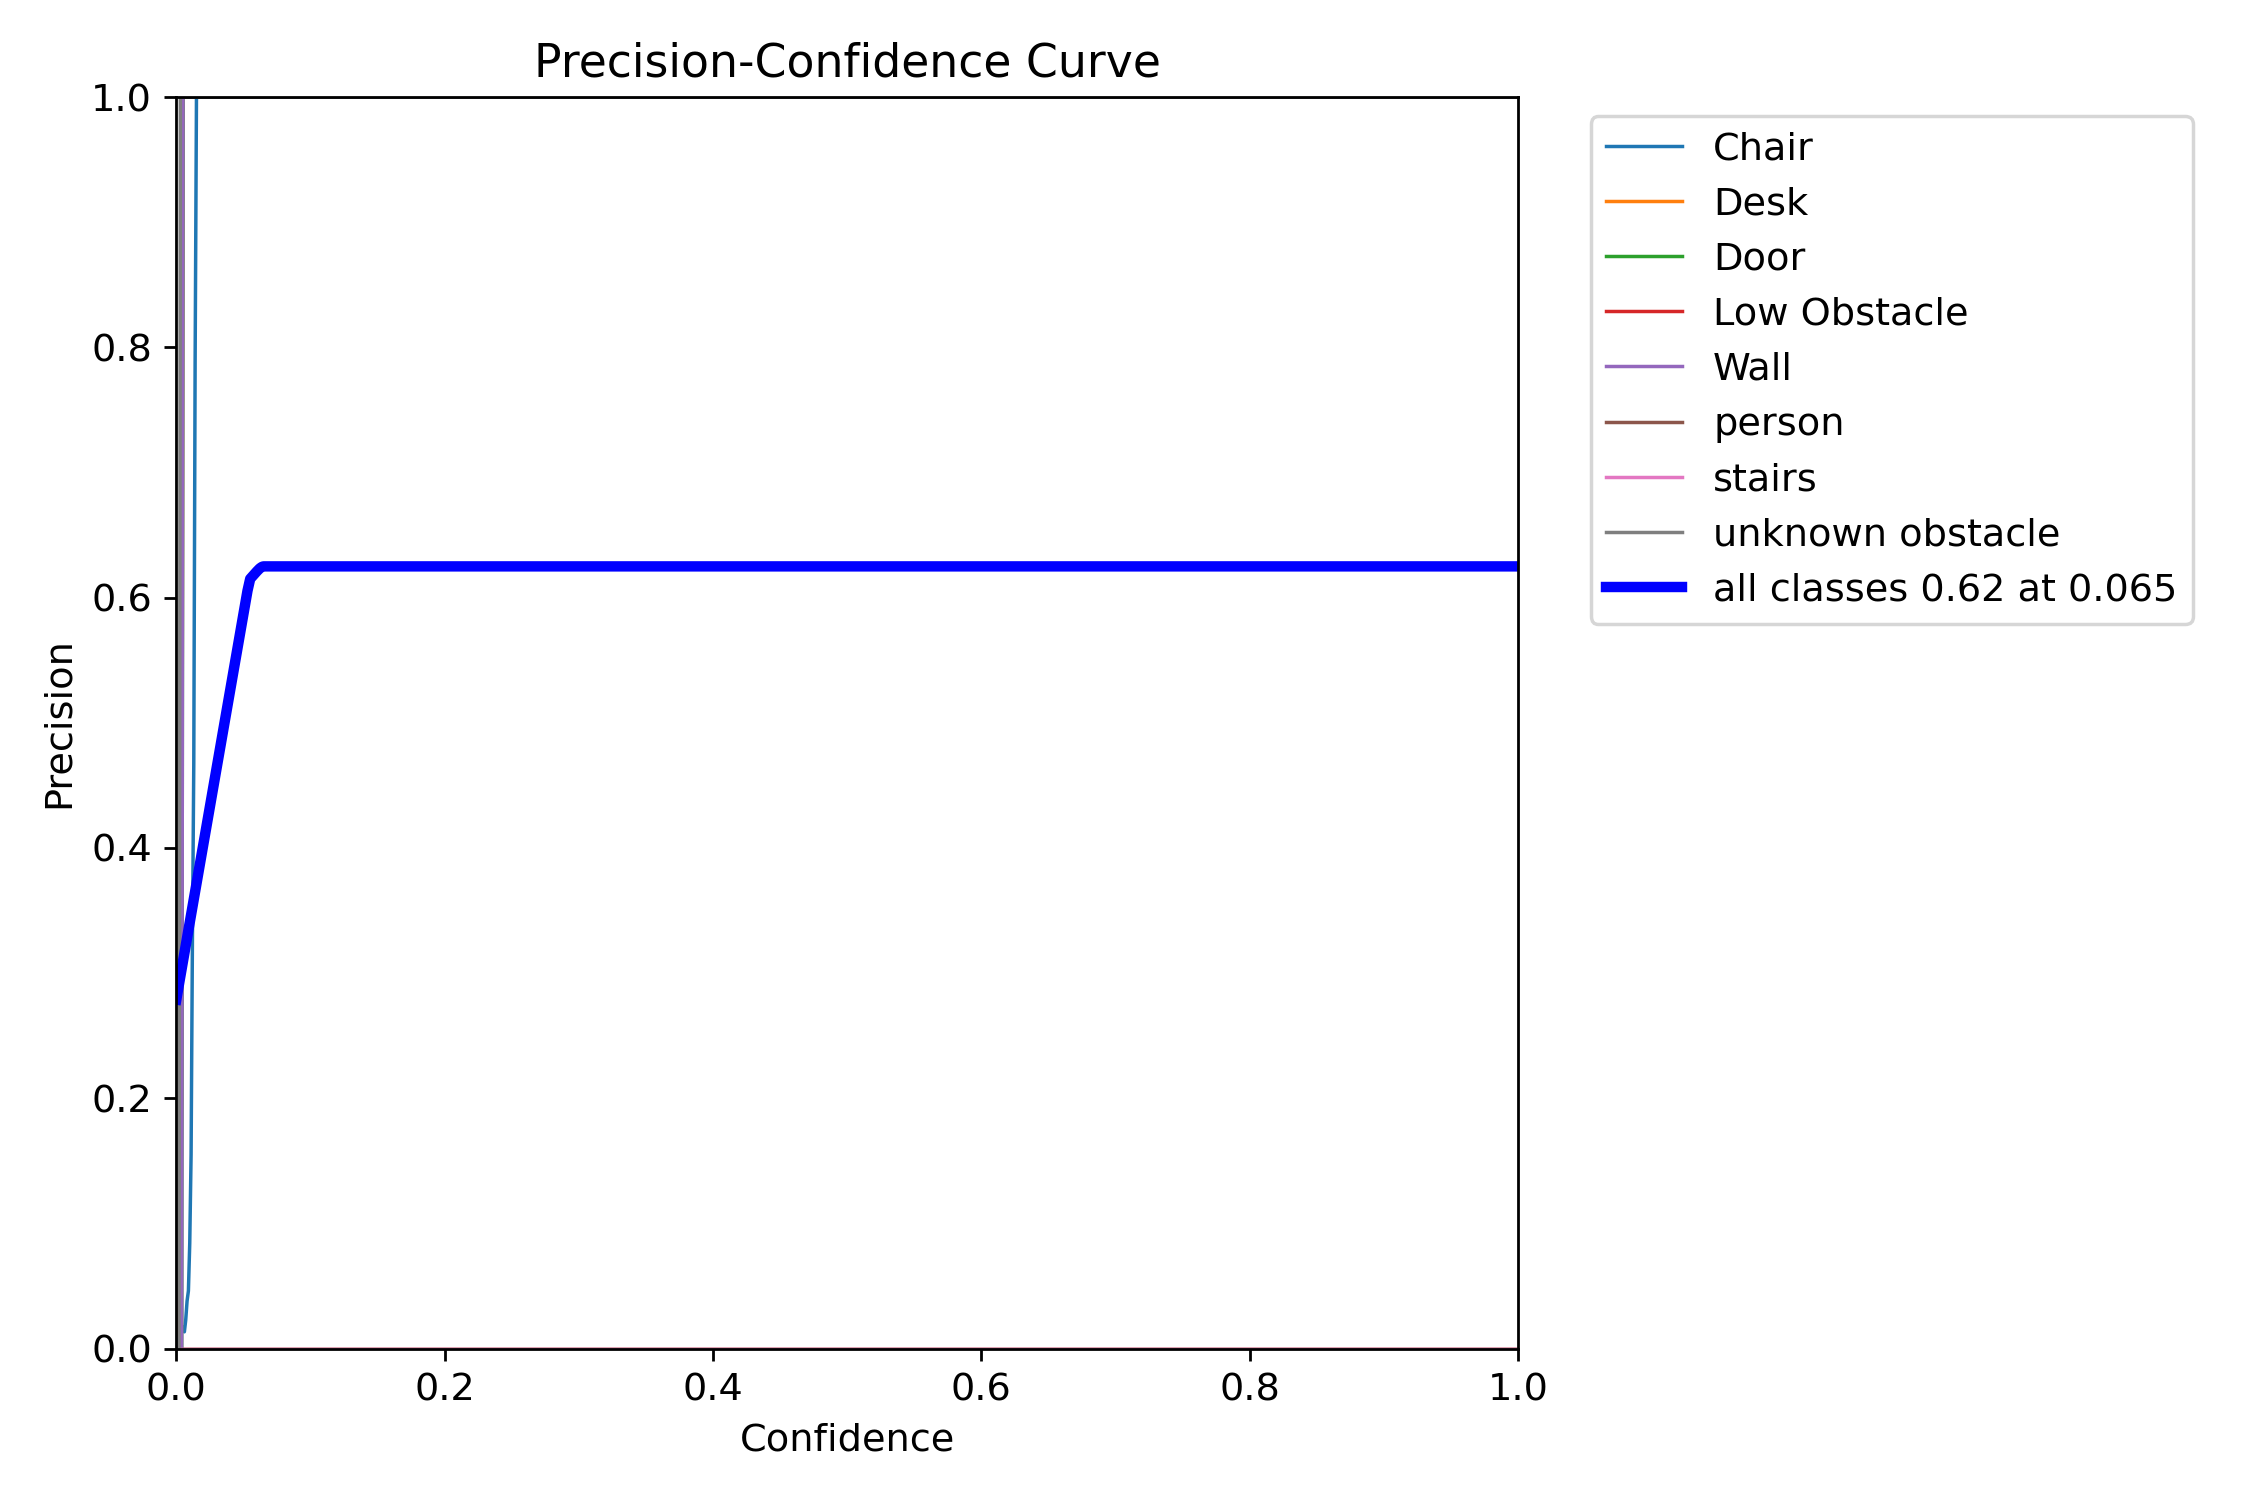 Precision-Confidence Curve
1.0
0.8
0.6
0.4
0.2
0.0
Precision
0.0 0.2 0.4 0.6 0.8 1.0
Confidence
Chair
Desk
Door
Low Obstacle
Wall
person
stairs
unknown obstacle
all classes 0.62 at 0.065